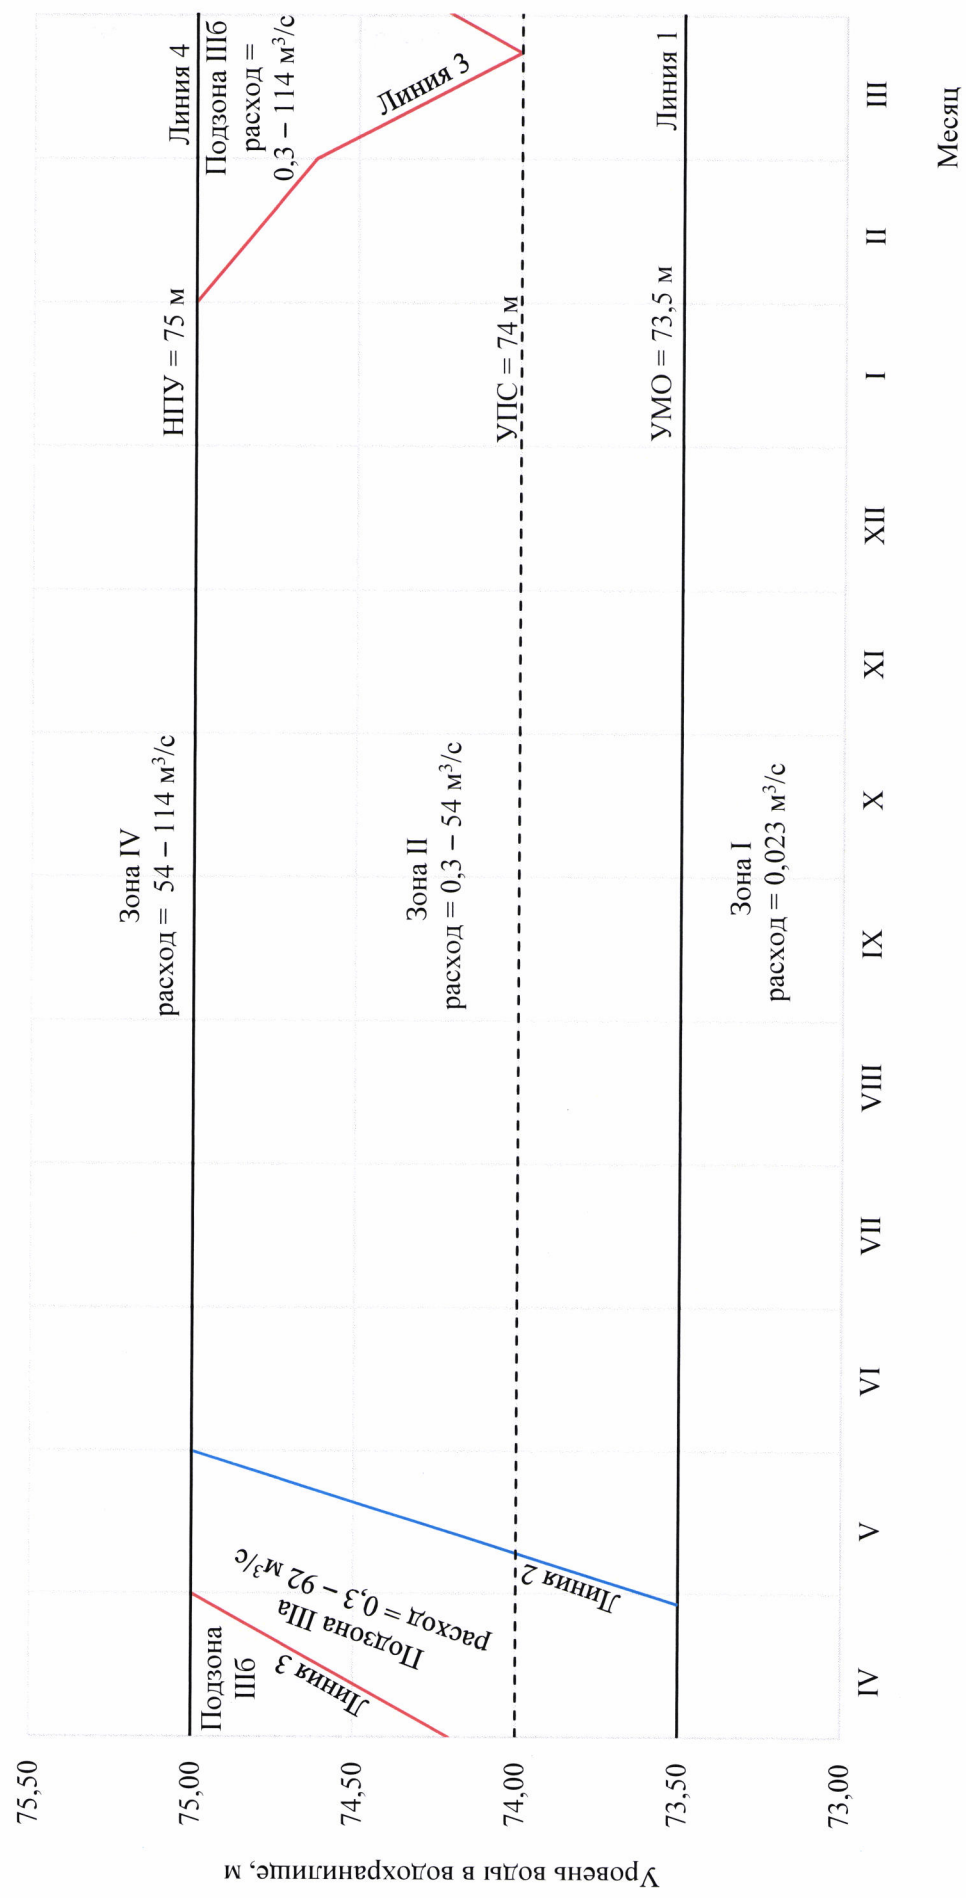 Уровень воды в водохранилище, м
75,50
75,00
74,50
74,00
73,50
73,00
Зона IV
расход = 54 – 114 м³/с
НПУ = 75 м
Линия 4
Подзона
IIIб
Линия 3
Подзона IIIа
расход = 0,3 – 92 м³/с
Линия 2
Зона II
расход = 0,3 – 54 м³/с
УПС = 74 м
Подзона IIIб
расход =
0,3 – 114 м³/с
Линия 3
Зона I
расход = 0,023 м³/с
УМО = 73,5 м
Линия 1
IV V VI VII VIII IX X XI XII I II III
Месяц